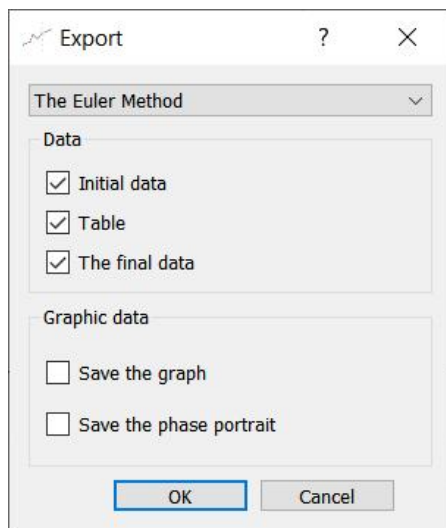 Export ?
The Euler Method
Data
Initial data
Table
The final data
Graphic data
Save the graph
Save the phase portrait
OK Cancel